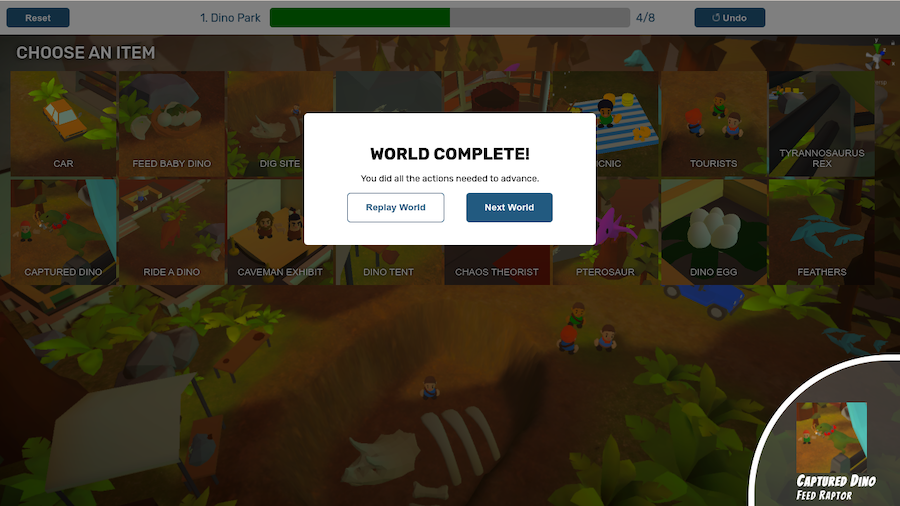 Reset
1. Dino Park
4/8
Undo
CHOOSE AN ITEM
CAR
FEED BABY DINO
DIG SITE
TOURISTS
TYRANNOSAURUS
REX
WORLD COMPLETE!
You did all the actions needed to advance.
Replay World
Next World
CAPTURED DINO
RIDE A DINO
CAVEMAN EXHIBIT
DINO TENT
CHAOS THEORIST
PTEROSAUR
DINO EGG
FEATHERS
Captured Dino
Feed Raptor